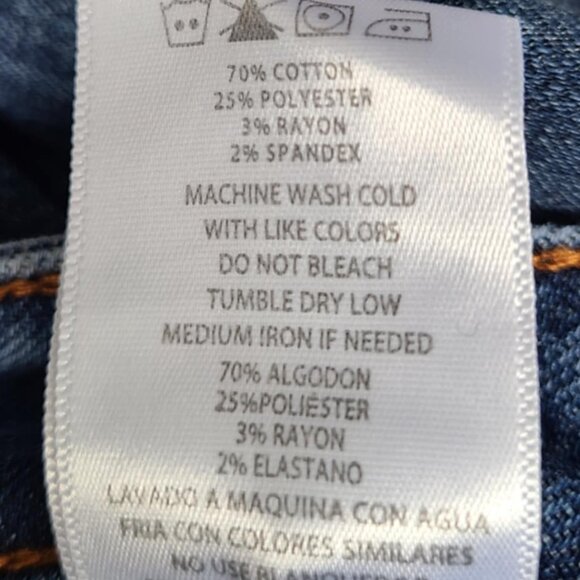 70% COTTON
25% POLYESTER
3% RAYON
2% SPANDEX
MACHINE WASH COLD
WITH LIKE COLORS
DO NOT BLEACH
TUMBLE DRY LOW
MEDIUM IRON IF NEEDED
70% ALGODON
25%POLIÉSTER
3% RAYON
2% ELASTANO
LAVADO A MAQUINA CON AGUA
FRIA CON COLORES SIMILARES
NO USE